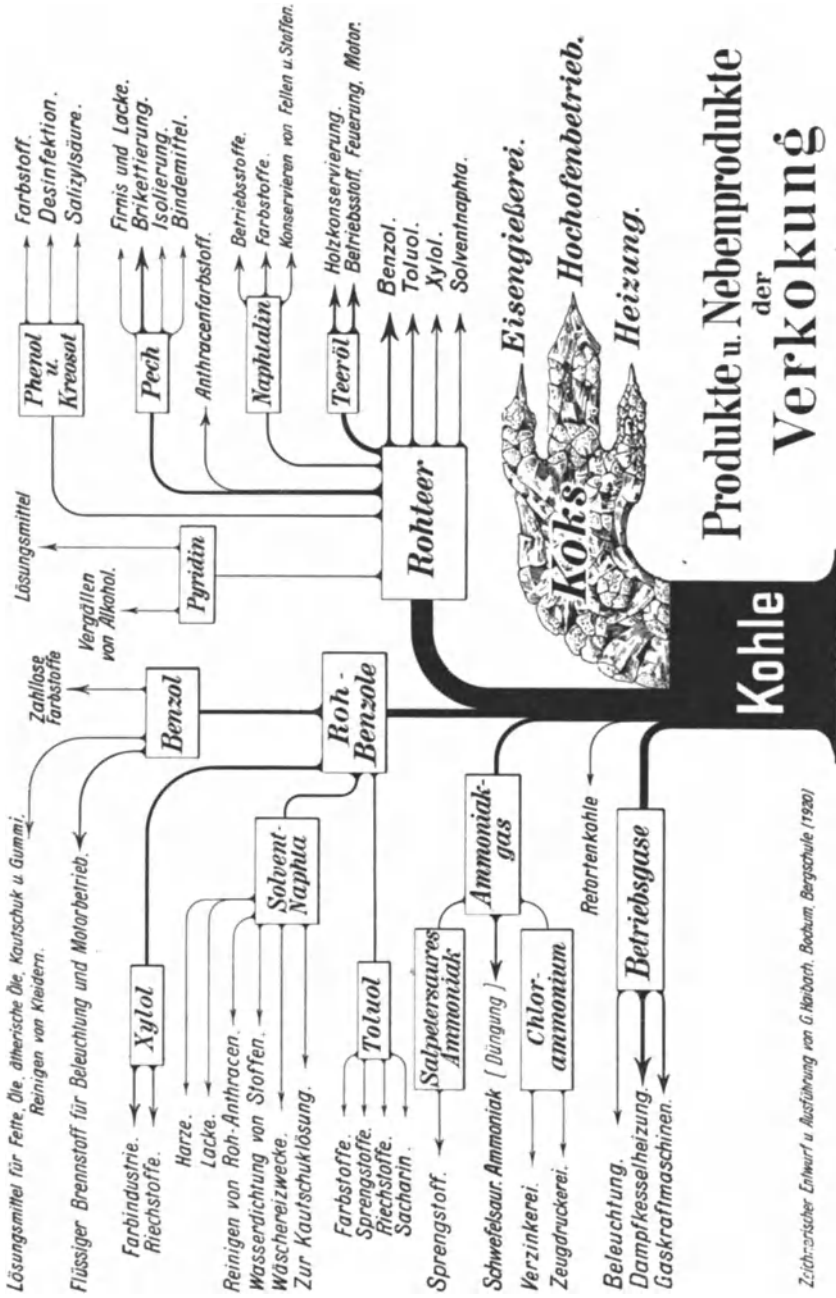 Lösungsmittel für Fette, Öle, ätherische Öle, Kautschuk u Gummi,
Reinigen von Kleidern.
Flüssiger Brennstoff für Beleuchtung und Motorbetrieb.
Zahllose
Farbstoffe
Benzol
Xylol
Farbindustrie.
Riechstoffe.
Roh-
Benzole
Solvent-
Naphta
Harze.
Lacke.
Reinigen von Roh-Anthracen.
Wasserdichtung von Stoffen.
Wäschereizwecke.
Zur Kautschuklösung.
Toluol
Farbstoffe.
Sprengstoffe.
Riechstoffe.
Sacharin.
Ammoniak-
gas
Salpetersaures
Ammoniak
Sprengstoff.
Schwefelsaur. Ammoniak [Düngung]
Chlor-
ammonium
Verzinkerei.
Zeugdruckerei.
Retortenkohle
Betriebsgase
Beleuchtung.
Dampfkesselheizung.
Gaskraftmaschinen.
Lösungsmittel
Vergällen
von Alkohol.
Pyridin
Phenol
u.
Kreosot
Farbstoff.
Desinfektion.
Salizylsäure.
Pech
Firnis und Lacke.
Brikettierung.
Isolierung.
Bindemittel.
Anthracenfarbstoff.
Naphtalin
Betriebsstoffe.
Farbstoffe.
Konservieren von Fellen u. Stoffen.
Teeröl
Holzkonservierung.
Betriebsstoff, Feuerung, Motor.
Rohteer
Benzol.
Toluol.
Xylol.
Solventnaphta.
Koks
Eisengießerei.
Hochofenbetrieb.
Heizung.
Kohle
Produkte u. Nebenprodukte
der
Verkokung
Zeichnerischer Entwurf u. Ausführung von G. Haibach, Bochum, Bergschule (1920)